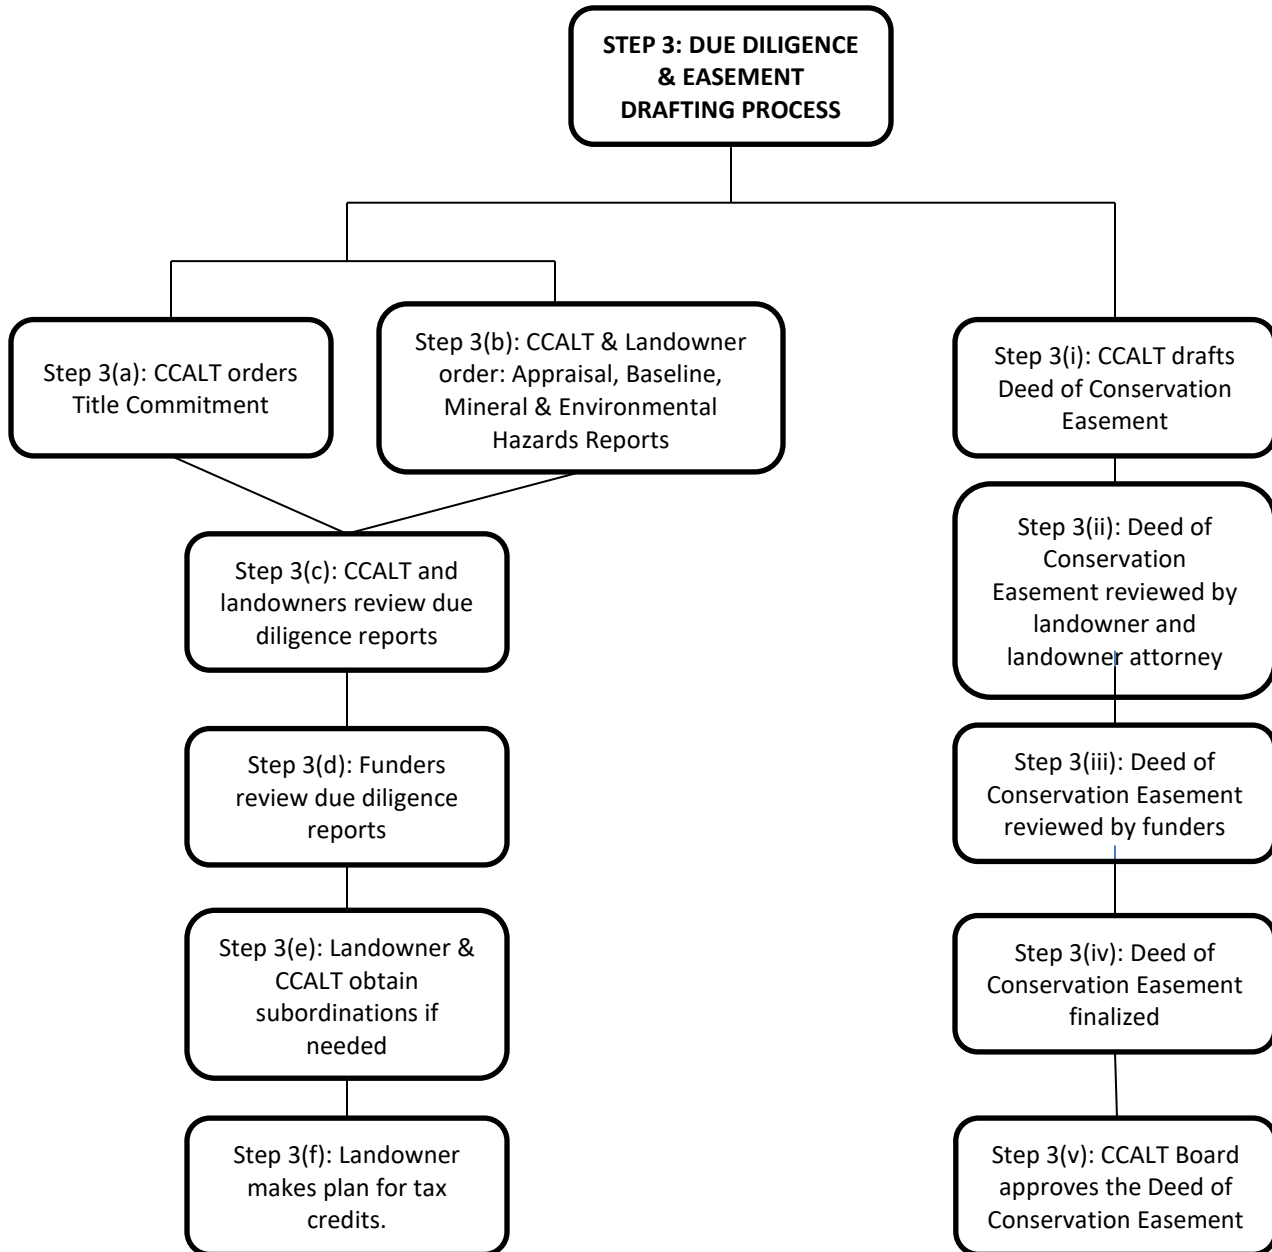 STEP 3: DUE DILIGENCE
& EASEMENT
DRAFTING PROCESS
Step 3(a): CCALT orders
Title Commitment
Step 3(b): CCALT & Landowner
order: Appraisal, Baseline,
Mineral & Environmental
Hazards Reports
Step 3(c): CCALT and
landowners review due
diligence reports
Step 3(d): Funders
review due diligence
reports
Step 3(e): Landowner &
CCALT obtain
subordinations if
needed
Step 3(f): Landowner
makes plan for tax
credits.
Step 3(i): CCALT drafts
Deed of Conservation
Easement
Step 3(ii): Deed of
Conservation
Easement reviewed by
landowner and
landowner attorney
Step 3(iii): Deed of
Conservation Easement
reviewed by funders
Step 3(iv): Deed of
Conservation Easement
finalized
Step 3(v): CCALT Board
approves the Deed of
Conservation Easement